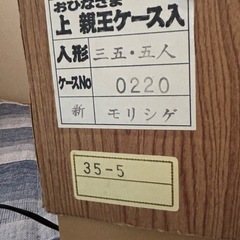 おひなさま
上 親王ケース入
人形 三五・五人
ケースNo 0220
新 モリシゲ
35-5